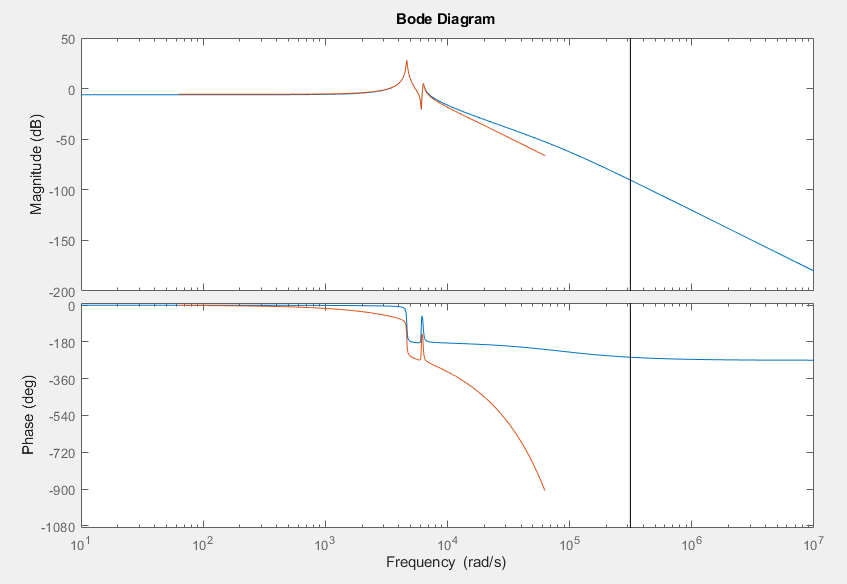 Bode Diagram
Magnitude (dB)
50
0
-50
-100
-150
-200
Phase (deg)
0
-180
-360
-540
-720
-900
-1080
10^1 10^2 10^3 10^4 10^5 10^6 10^7
Frequency (rad/s)